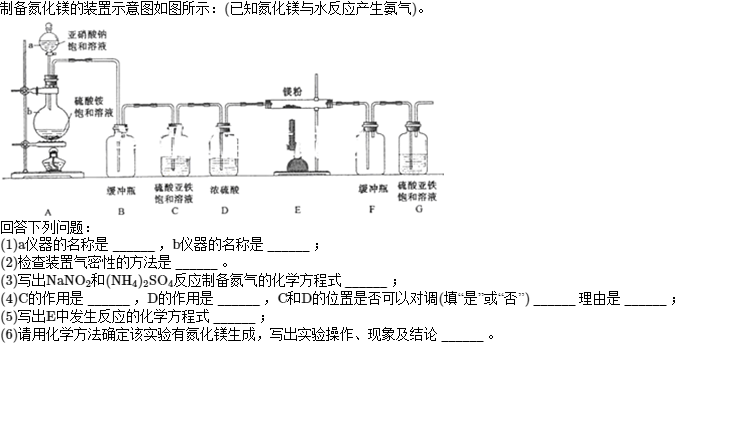 制备氮化镁的装置示意图如图所示：(已知氮化镁与水反应产生氨气)。
亚硝酸钠
饱和溶液
a
硫酸铵
饱和溶液
b
镁粉
缓冲瓶
硫酸亚铁
饱和溶液
浓硫酸
缓冲瓶
硫酸亚铁
饱和溶液
A B C D E F G
回答下列问题：
(1)a仪器的名称是 ______ ，b仪器的名称是 ______ ；
(2)检查装置气密性的方法是 ______ 。
(3)写出NaNO₂和(NH₄)₂SO₄反应制备氮气的化学方程式 ______ ；
(4)C的作用是 ______ ，D的作用是 ______ ，C和D的位置是否可以对调(填“是”或“否”) ______ 理由是 ______ ；
(5)写出E中发生反应的化学方程式 ______ ；
(6)请用化学方法确定该实验有氮化镁生成，写出实验操作、现象及结论 ______ 。